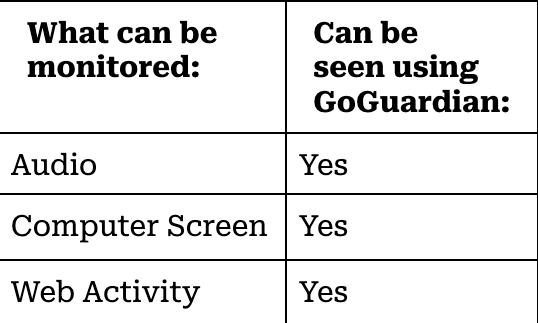 What can be
monitored:
Can be
seen using
GoGuardian:
Audio
Yes
Computer Screen
Yes
Web Activity
Yes